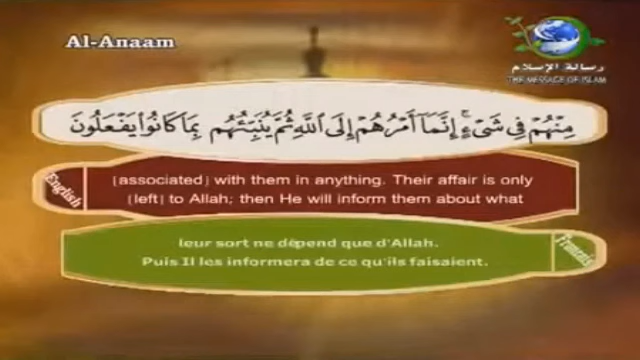 Al-Anaam
رسالة الإسلام
THE MESSAGE OF ISLAM
مِنْهُمْ فِي شَيْءٍ ۚ إِنَّمَا أَمْرُهُمْ إِلَى اللَّهِ ثُمَّ يُنَبِّئُهُم بِمَا كَانُوا يَفْعَلُونَ
English
[associated] with them in anything. Their affair is only
[left] to Allah; then He will inform them about what
leur sort ne dépend que d'Allah.
Puis Il les informera de ce qu'ils faisaient.
Francais